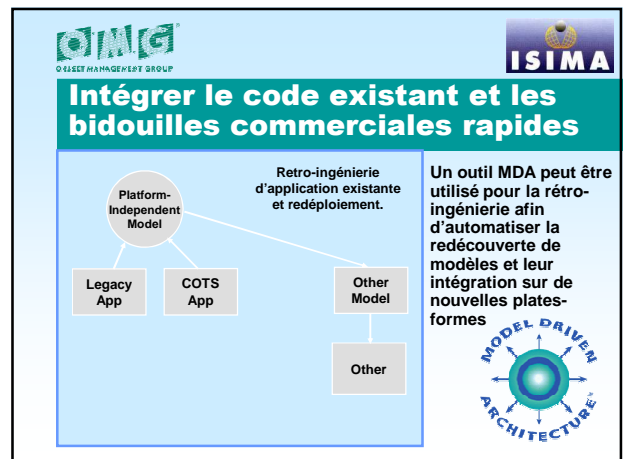 OMG
OBJECT MANAGEMENT GROUP
ISIMA
Intégrer le code existant et les
bidouilles commerciales rapides
Retro-ingénierie
d'application existante
et redéploiement.
Platform-
Independent
Model
Legacy
App
COTS
App
Other
Model
Other
Un outil MDA peut être
utilisé pour la rétro-
ingénierie afin
d'automatiser la
redécouverte de
modèles et leur
intégration sur de
nouvelles plates-
formes
MODEL DRIVEN
ARCHITECTURE